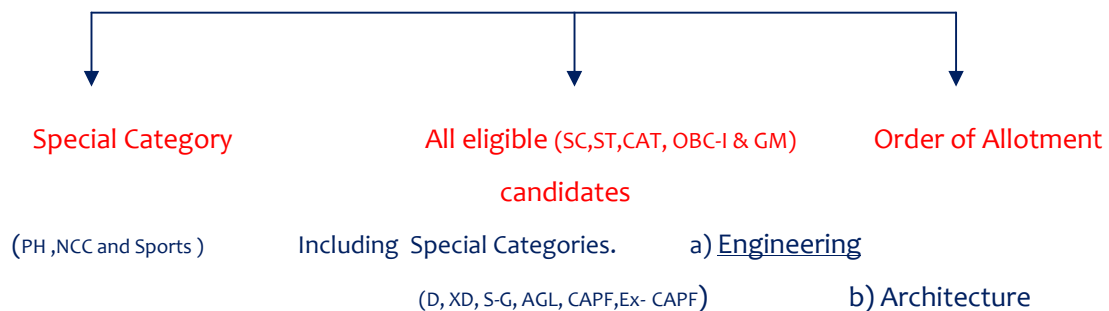 Special Category All eligible (SC,ST,CAT, OBC-I & GM) Order of Allotment
candidates
(PH ,NCC and Sports ) Including Special Categories. a) Engineering
(D, XD, S-G, AGL, CAPF,Ex- CAPF) b) Architecture